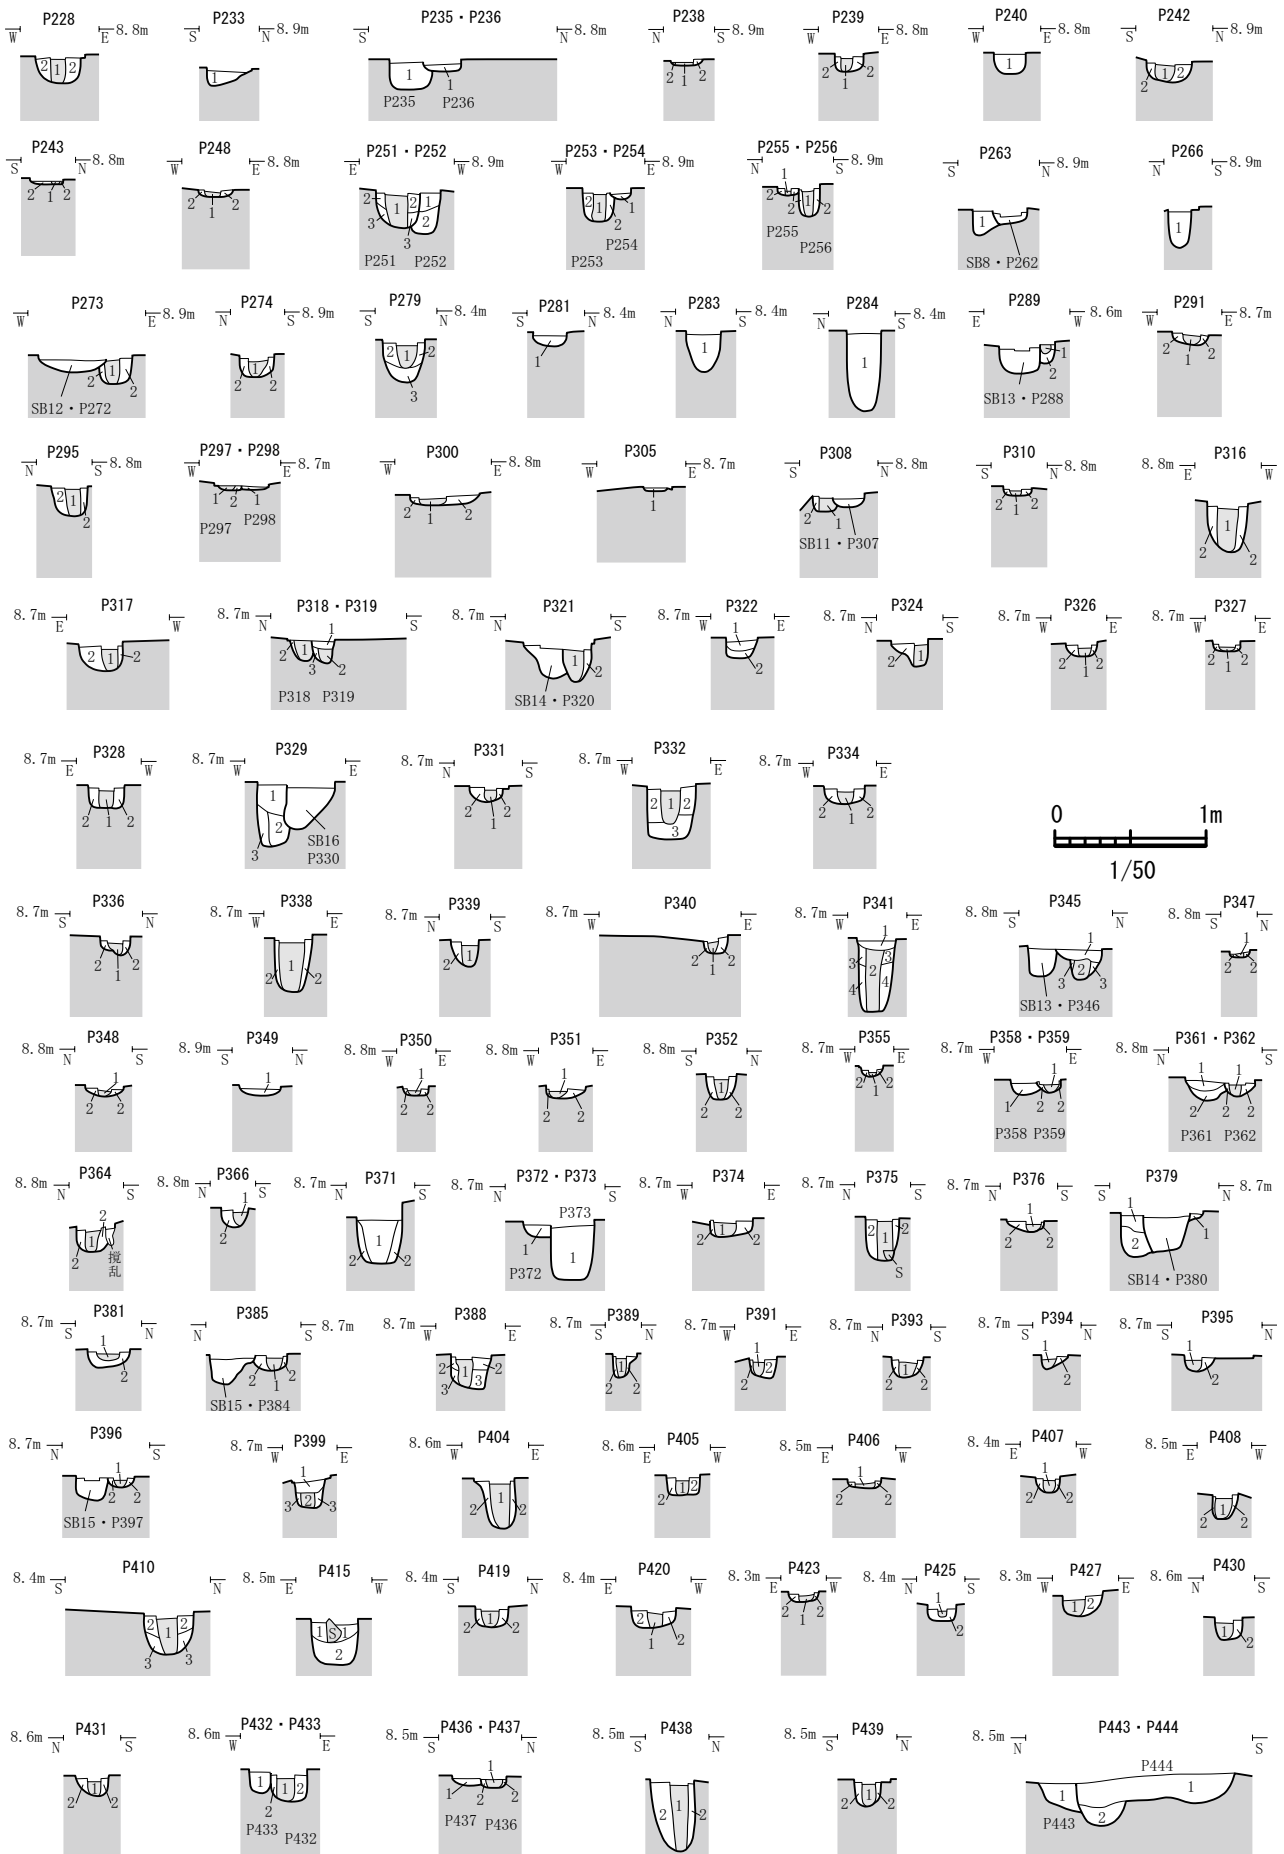 P228 P233 P235・P236 P238 P239 P240 P242
W E 8.8m S N 8.9m S N 8.8m N S 8.9m W E 8.8m W E 8.8m S N 8.9m
2 1 2 1 1 1 2 1 2 2 1 2 1 2 1 2
P235 P236
P243 P248 P251・P252 P253・P254 P255・P256 P263 P266
S N 8.8m W E 8.8m E W 8.9m W E 8.9m N S 8.9m S N 8.9m N S 8.9m
2 1 2 2 1 2 2 1 2 1 3 3 2 2 1 2 1 1 2 2 1 2 1 1
P251 P252 P253 P254 P255 P256 SB8・P262
P273 P274 P279 P281 P283 P284 P289 P291
W E 8.9m N S 8.9m S N 8.4m S N 8.4m N S 8.4m N S 8.4m E W 8.6m W E 8.7m
2 1 2 2 1 2 2 1 2 3 1 1 1 1 2 2 1 2
SB12・P272 SB13・P288
P295 P297・P298 P300 P305 P308 P310 P316
N S 8.8m W E 8.7m W E 8.8m W E 8.7m S N 8.8m S N 8.8m 8.8m E W
2 1 2 1 2 1 2 1 2 1 2 1 2 1 2 2 1 2
P297 P298 SB11・P307
P317 P318・P319 P321 P322 P324 P326 P327
8.7m E W 8.7m N S 8.7m N S 8.7m W E 8.7m N S 8.7m W E 8.7m W E
2 1 2 2 1 3 1 2 1 2 1 2 2 1 2 1 2 2 1 2
P318 P319 SB14・P320
P328 P329 P331 P332 P334
8.7m E W 8.7m W E 8.7m N S 8.7m W E 8.7m W E
2 1 2 1 2 3 2 1 2 2 1 2 3 2 1 2
SB16
P330
0 1m
1/50
P336 P338 P339 P340 P341 P345 P347
8.7m S N 8.7m W E 8.7m N S 8.7m W E 8.7m W E 8.8m S N 8.8m S N
2 1 2 2 1 2 2 1 2 1 2 1 3 2 3 4 4 1 3 2 3 1 2 2
SB13・P346
P348 P349 P350 P351 P352 P355 P358・P359 P361・P362
8.8m N S 8.9m S N 8.8m W E 8.8m W E 8.8m S N 8.7m W E 8.7m W E 8.8m N S
1 2 2 1 1 2 2 1 2 2 2 1 2 2 1 2 1 1 2 2 1 2 1 2 2
P358 P359 P361 P362
P364 P366 P371 P372・P373 P374 P375 P376 P379
8.8m N S 8.8m N S 8.7m N S 8.7m N S 8.7m W E 8.7m N S 8.7m N S S N 8.7m
2 1 2 1 2 2 1 2 1 1 2 1 2 2 1 2 S 1 2 2 1 2 1
撹
乱
P373
P372 SB14・P380
P381 P385 P388 P389 P391 P393 P394 P395
8.7m S N N S 8.7m 8.7m W E 8.7m S N 8.7m W E 8.7m N S 8.7m S N 8.7m S N
1 2 2 1 2 2 1 2 3 3 1 2 2 1 2 2 2 1 2 1 2 1 2
SB15・P384
P396 P399 P404 P405 P406 P407 P408
8.7m N S 8.7m W E 8.6m W E 8.6m E W 8.5m E W 8.4m E W 8.5m E W
1 2 2 1 3 2 3 2 1 2 2 1 2 1 2 2 1 2 2 2 1 2
SB15・P397
P410 P415 P419 P420 P423 P425 P427 P430
8.4m S N 8.5m E W 8.4m S N 8.4m E W 8.3m E W 8.4m N S 8.3m W E 8.6m N S
2 1 2 3 3 1 S 1 2 2 1 2 2 1 2 2 1 2 1 2 1 2 1 2
P431 P432・P433 P436・P437 P438 P439 P443・P444
8.6m N S 8.6m W E 8.5m S N 8.5m S N 8.5m S N 8.5m N S
2 1 2 1 2 1 2 1 1 2 2 2 1 2 2 1 2 1 2 1
P444
P433 P432 P437 P436 P443